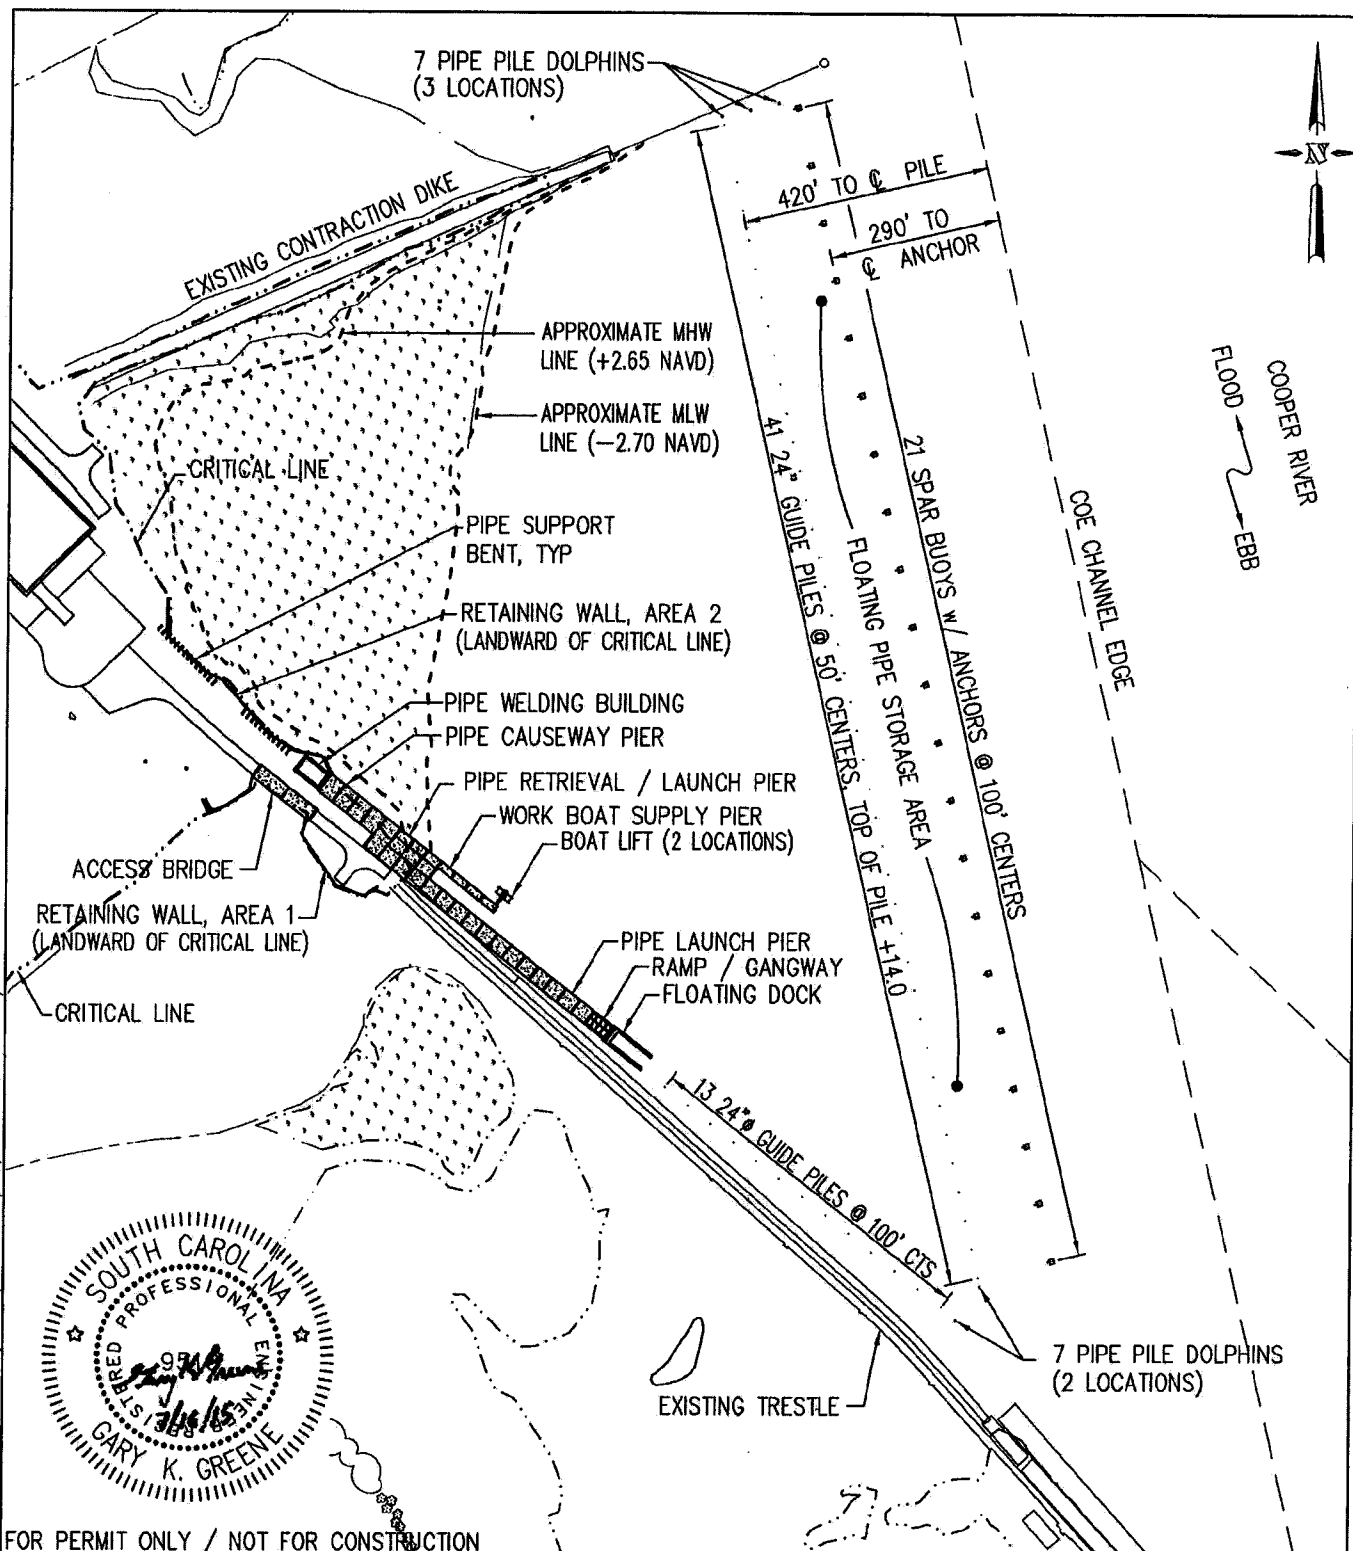 7 PIPE PILE DOLPHINS
(3 LOCATIONS)
N
420' TO ℄ PILE
290' TO
℄ ANCHOR
EXISTING CONTRACTION DIKE
APPROXIMATE MHW
LINE (+2.65 NAVD)
APPROXIMATE MLW
LINE (-2.70 NAVD)
COOPER RIVER
FLOOD
EBB
CRITICAL LINE
PIPE SUPPORT
BENT, TYP
RETAINING WALL, AREA 2
(LANDWARD OF CRITICAL LINE)
41 24" GUIDE PILES @ 50' CENTERS, TOP OF PILE +14.0
FLOATING PIPE STORAGE AREA
21 SPAR BUOYS w/ ANCHORS @ 100' CENTERS
COE CHANNEL EDGE
PIPE WELDING BUILDING
PIPE CAUSEWAY PIER
PIPE RETRIEVAL / LAUNCH PIER
WORK BOAT SUPPLY PIER
BOAT LIFT (2 LOCATIONS)
ACCESS BRIDGE
RETAINING WALL, AREA 1
(LANDWARD OF CRITICAL LINE)
PIPE LAUNCH PIER
RAMP / GANGWAY
FLOATING DOCK
CRITICAL LINE
13 24"ø GUIDE PILES @ 100' CTS
7 PIPE PILE DOLPHINS
(2 LOCATIONS)
EXISTING TRESTLE
SOUTH CAROLINA
REGISTERED PROFESSIONAL ENGINEER
7/16/15
GARY K. GREENE
FOR PERMIT ONLY / NOT FOR CONSTRUCTION